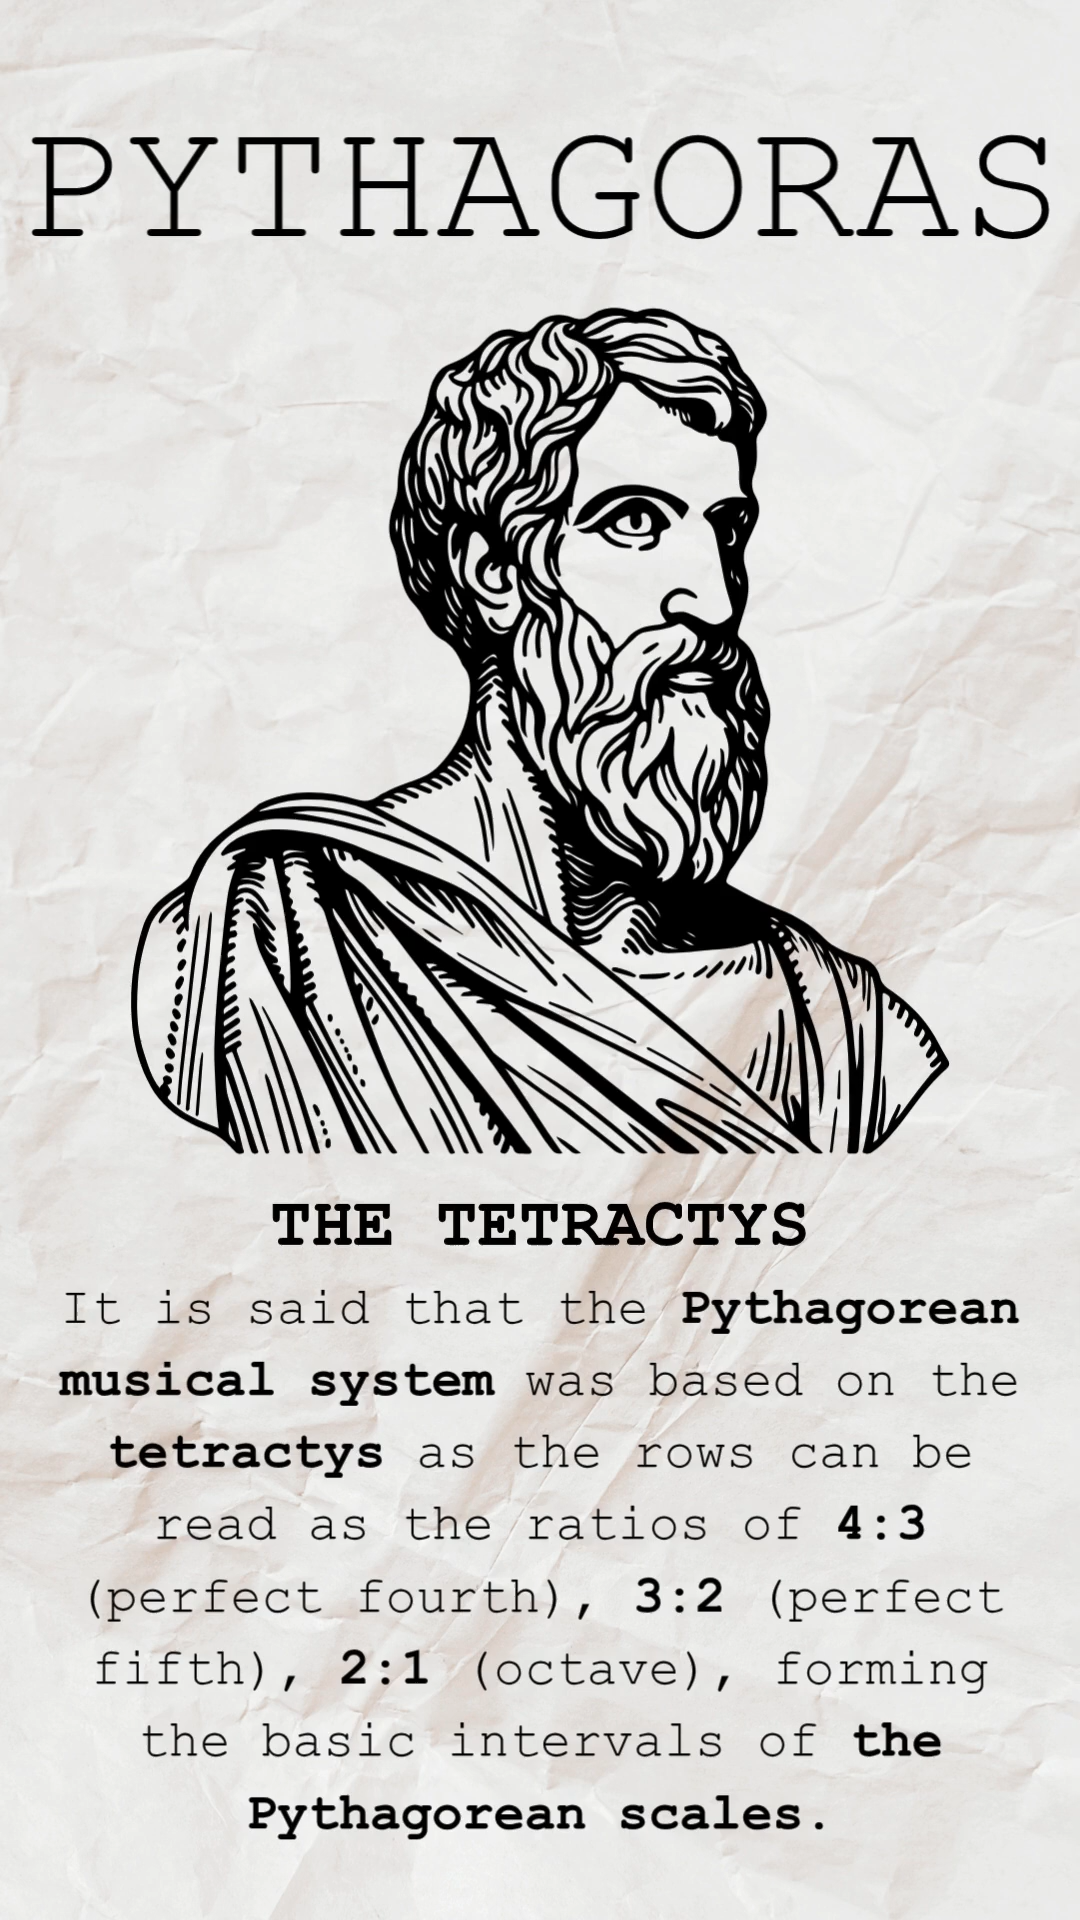 PYTHAGORAS
THE TETRACTYS
It is said that the Pythagorean
musical system was based on the
tetractys as the rows can be
read as the ratios of 4:3
(perfect fourth), 3:2 (perfect
fifth), 2:1 (octave), forming
the basic intervals of the
Pythagorean scales.